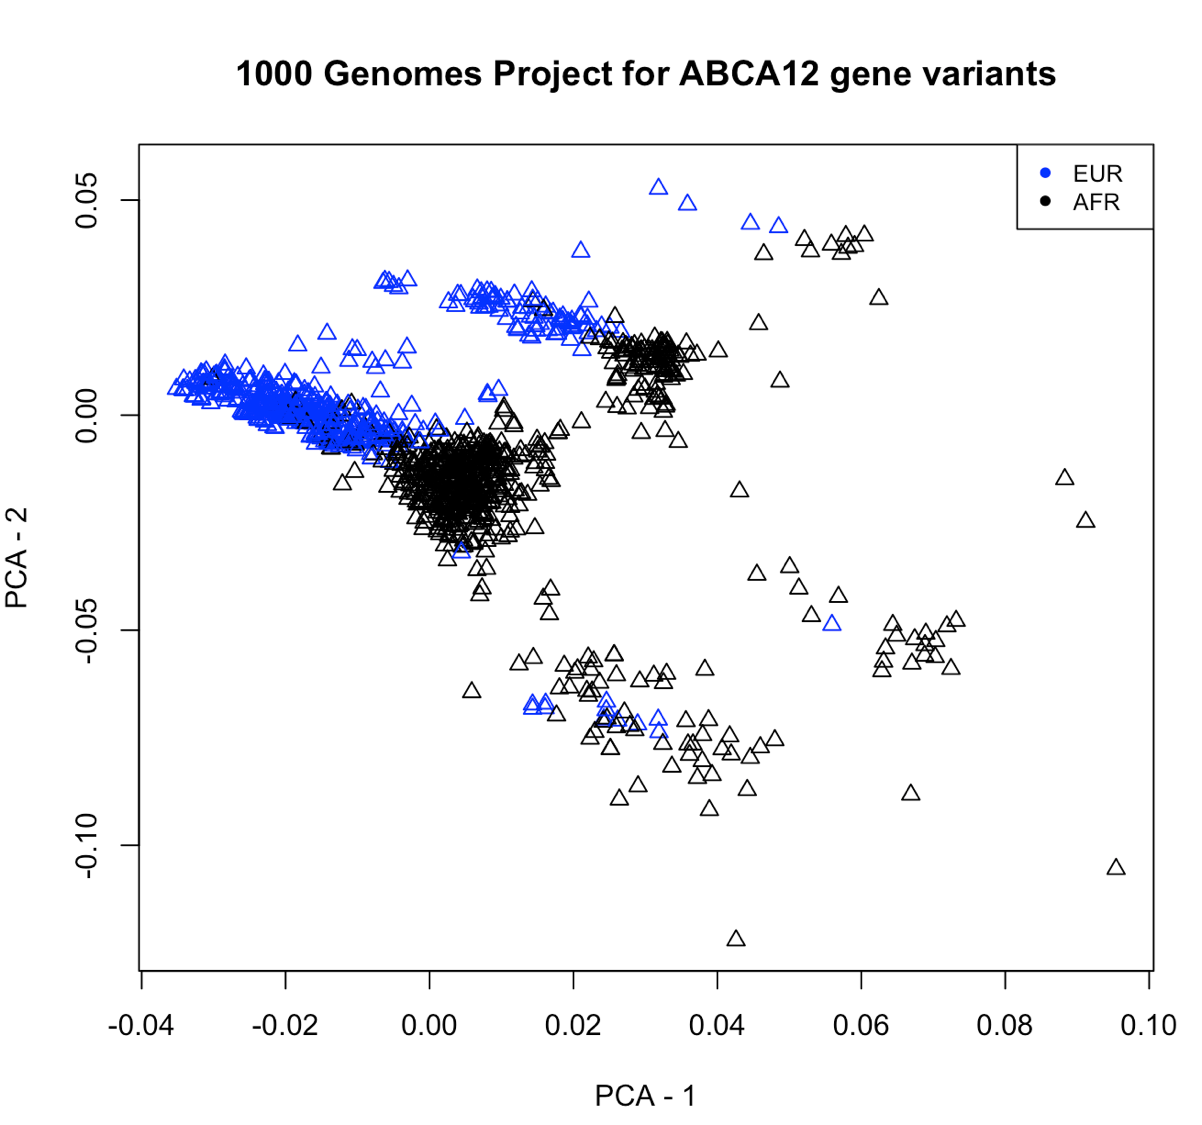 1000 Genomes Project for ABCA12 gene variants
EUR
AFR
0.05
0.00
-0.05
-0.10
PCA - 2
-0.04 -0.02 0.00 0.02 0.04 0.06 0.08 0.10
PCA - 1